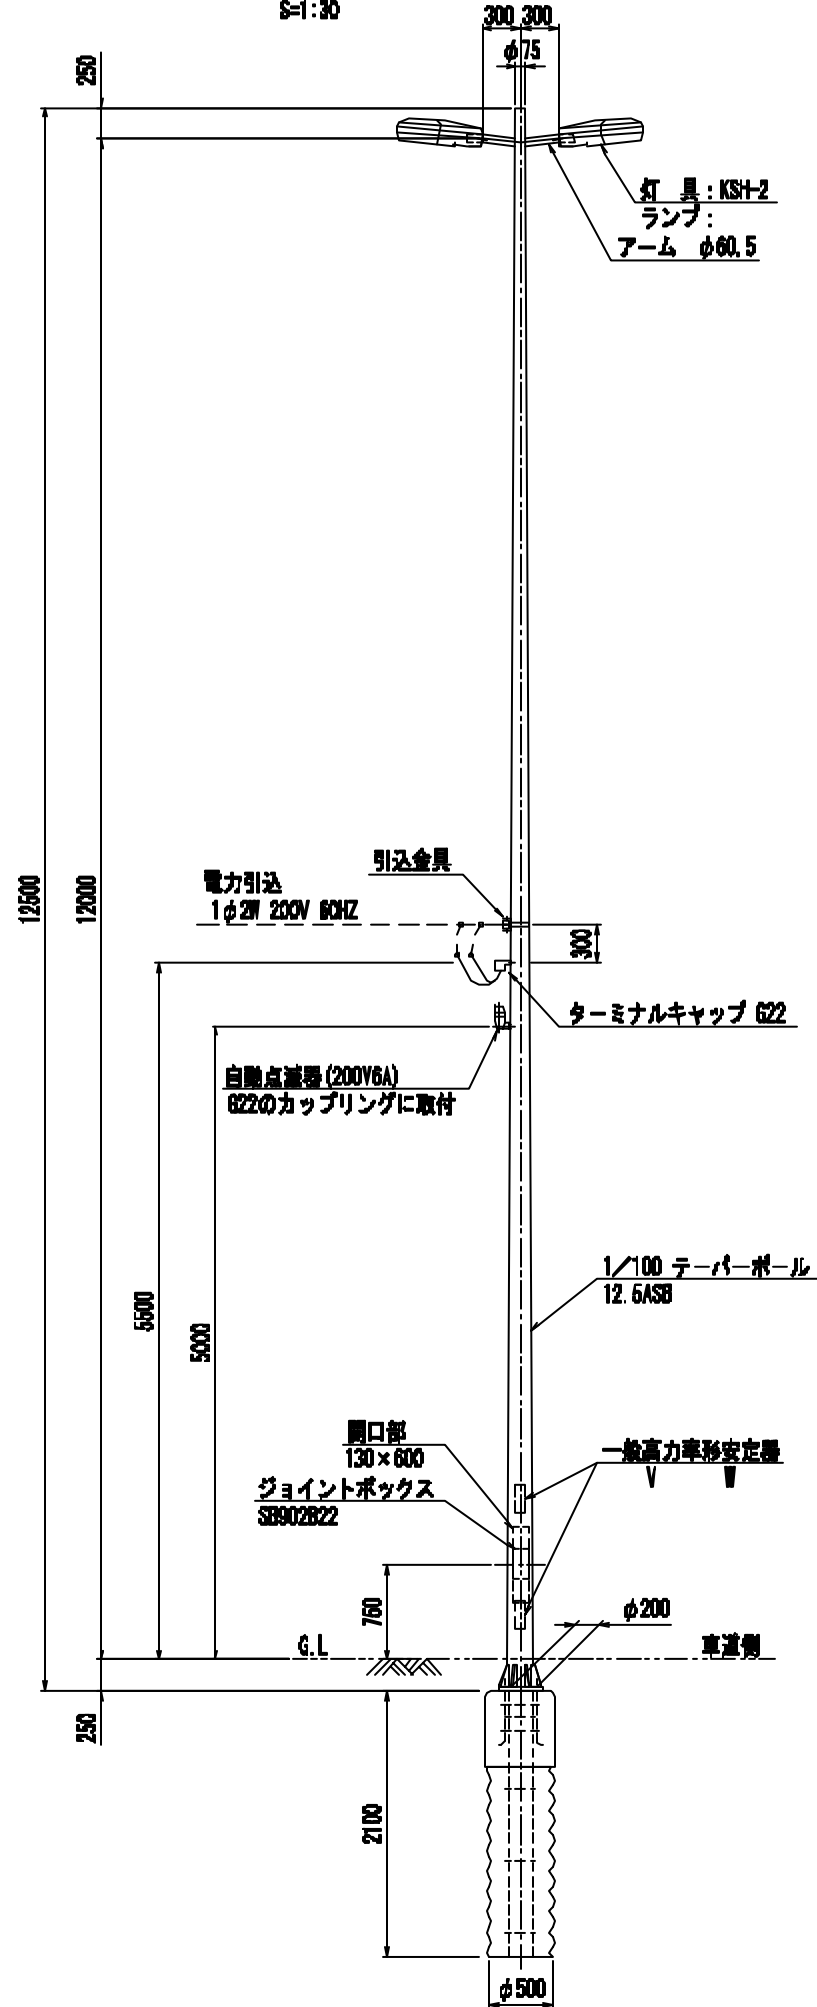 S=1:30
300 300
φ75
250
灯 具:KSH-2
ランプ:
アーム φ60.5
12500
12000
引込金具
電力引込
1φ2W 200V 60HZ
300
ターミナルキャップ G22
自動点滅器(200V6A)
G22のカップリングに取付
1/100 テーパーポール
12.5ASB
5500
5000
開口部
130×600
一般高力率形安定器
V W
ジョイントボックス
SB902B22
760
φ200
G.L
車道側
250
2100
φ500